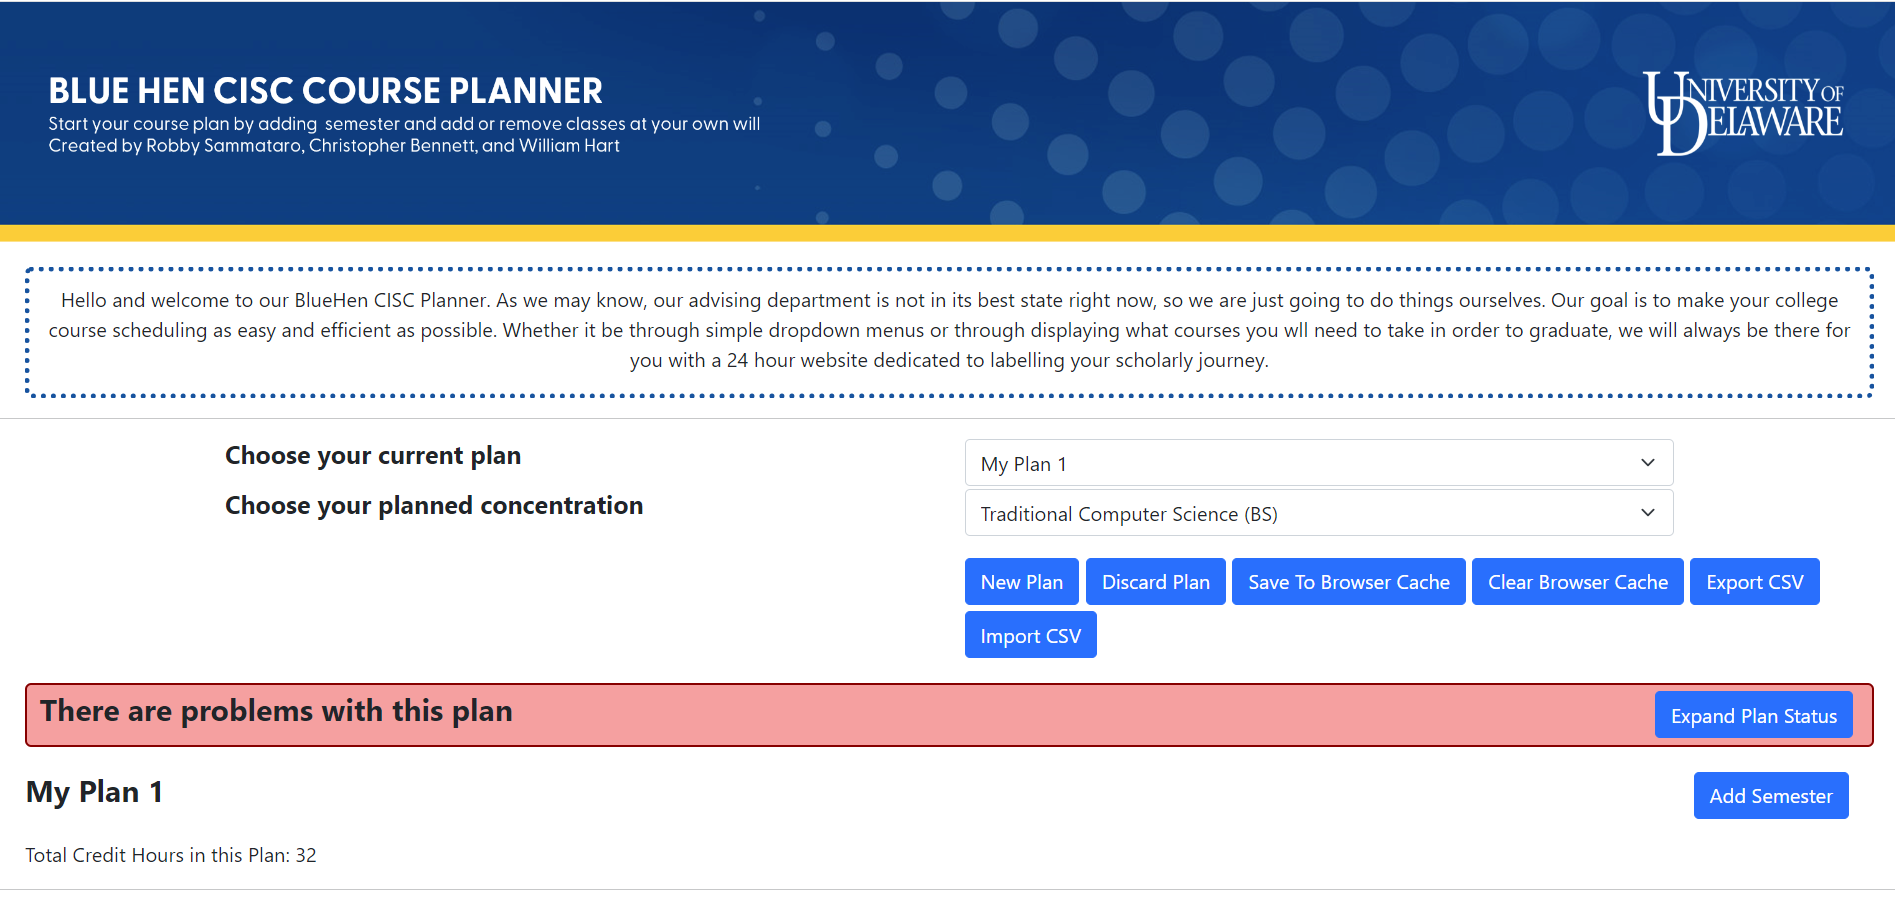 BLUE HEN CISC COURSE PLANNER
Start your course plan by adding semester and add or remove classes at your own will
Created by Robby Sammataro, Christopher Bennett, and William Hart
UNIVERSITY OF
DELAWARE
Hello and welcome to our BlueHen CISC Planner. As we may know, our advising department is not in its best state right now, so we are just going to do things ourselves. Our goal is to make your college
course scheduling as easy and efficient as possible. Whether it be through simple dropdown menus or through displaying what courses you wll need to take in order to graduate, we will always be there for
you with a 24 hour website dedicated to labelling your scholarly journey.
Choose your current plan
My Plan 1
Choose your planned concentration
Traditional Computer Science (BS)
New Plan
Discard Plan
Save To Browser Cache
Clear Browser Cache
Export CSV
Import CSV
There are problems with this plan
Expand Plan Status
My Plan 1
Add Semester
Total Credit Hours in this Plan: 32